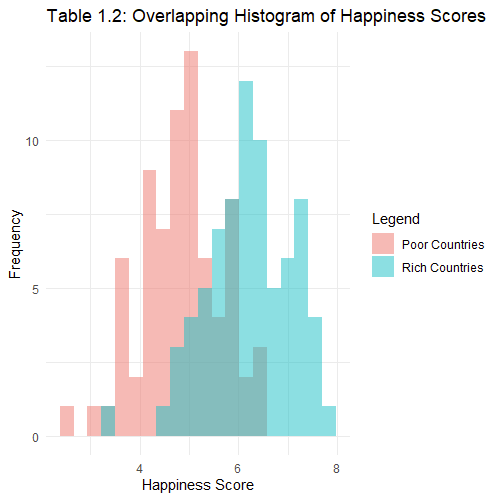 Table 1.2: Overlapping Histogram of Happiness Scores
10
5
0
Frequency
4 6 8
Happiness Score
Legend
Poor Countries
Rich Countries